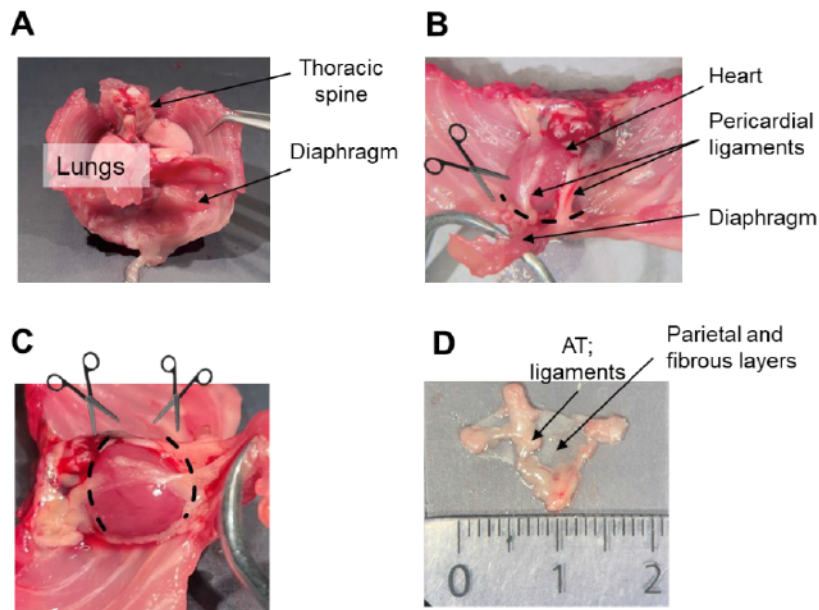 A
Thoracic
spine
Lungs
Diaphragm
B
Heart
Pericardial
ligaments
Diaphragm
C
D
AT;
ligaments
Parietal and
fibrous layers
0 1 2